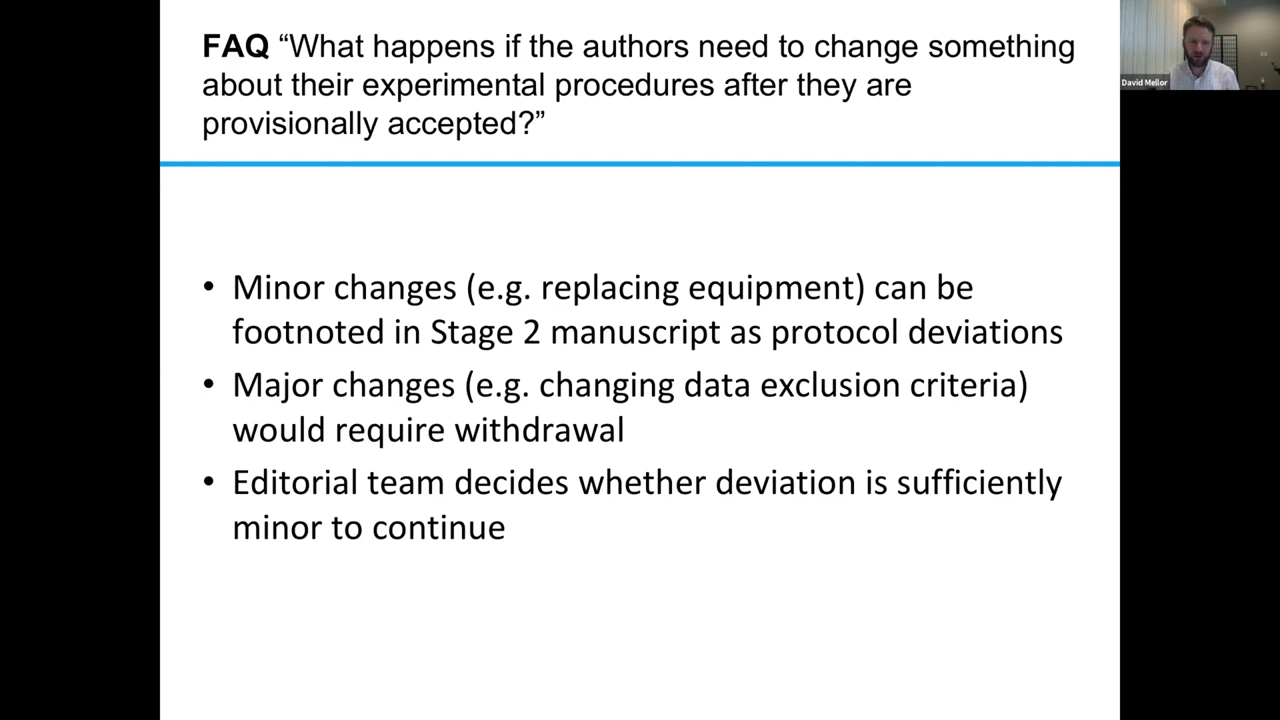 FAQ “What happens if the authors need to change something
about their experimental procedures after they are
provisionally accepted?”
David Mellor
• Minor changes (e.g. replacing equipment) can be
footnoted in Stage 2 manuscript as protocol deviations
• Major changes (e.g. changing data exclusion criteria)
would require withdrawal
• Editorial team decides whether deviation is sufficiently
minor to continue